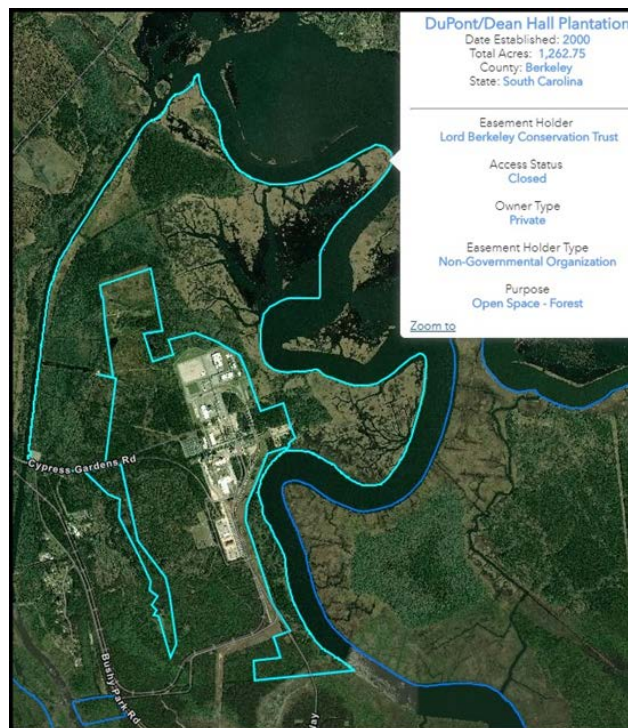 DuPont/Dean Hall Plantation
Date Established: 2000
Total Acres: 1,262.75
County: Berkeley
State: South Carolina
Easement Holder
Lord Berkeley Conservation Trust
Access Status
Closed
Owner Type
Private
Easement Holder Type
Non-Governmental Organization
Purpose
Open Space - Forest
Zoom to
Cypress Gardens Rd
Bushy Park Rd